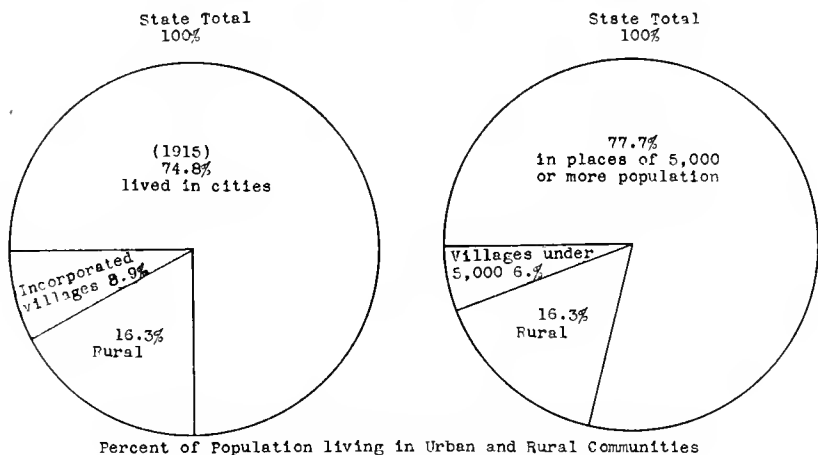 State Total
100%
(1915)
74.8%
lived in cities
Incorporated
villages 8.9%
16.3%
Rural
State Total
100%
77.7%
in places of 5,000
or more population
Villages under
5,000 6.%
16.3%
Rural
Percent of Population living in Urban and Rural Communities